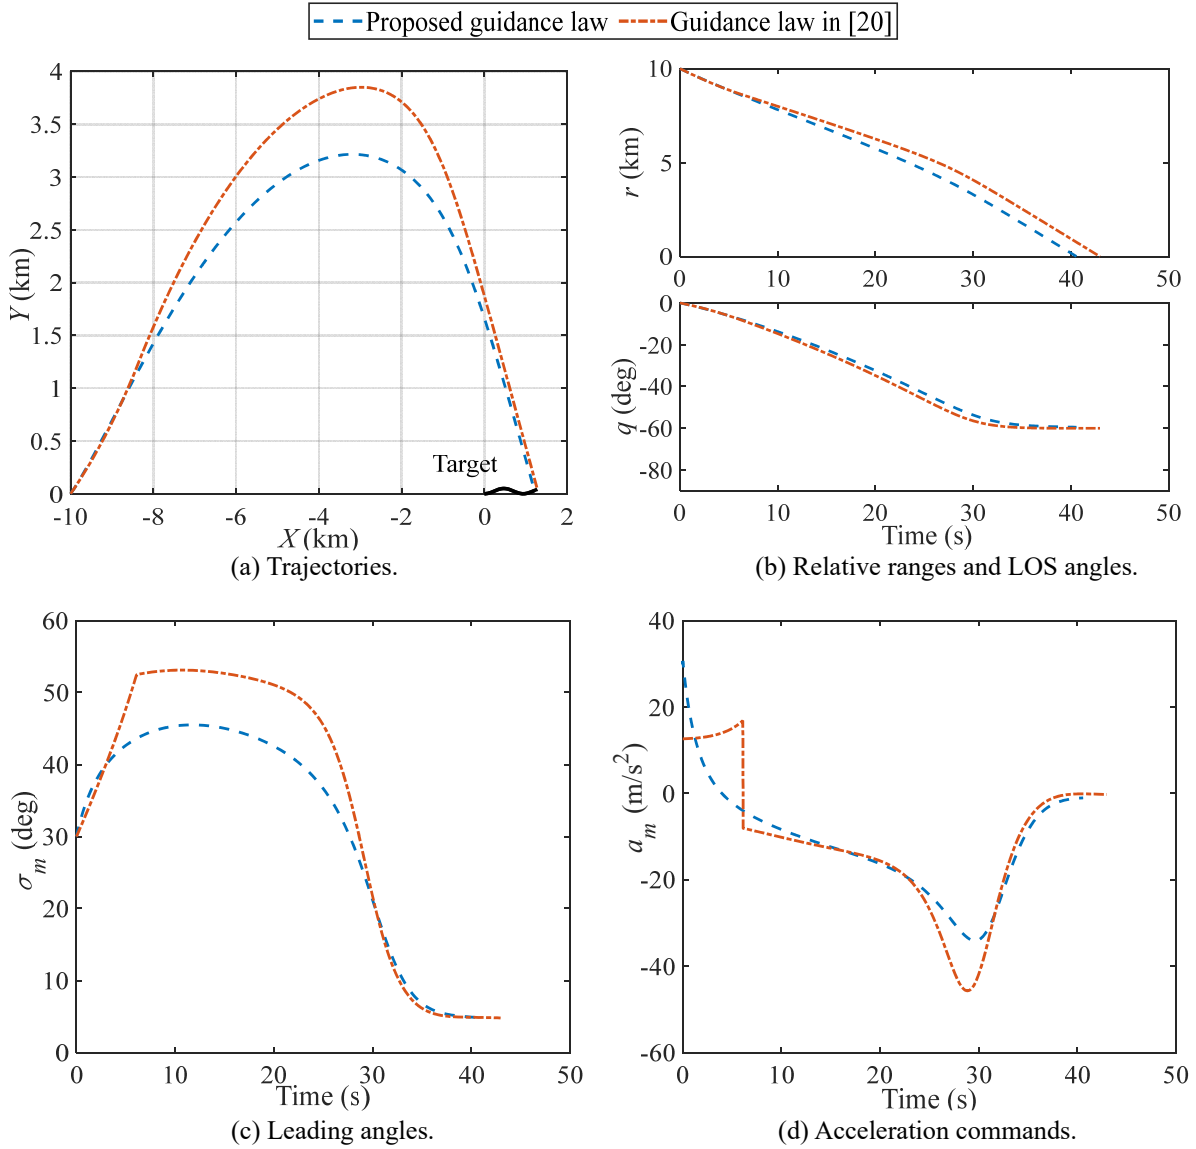 Proposed guidance law Guidance law in [20]
4
3.5
3
2.5
2
1.5
1
0.5
0
Y (km)
Target
-10 -8 -6 -4 -2 0 2
X (km)
(a) Trajectories.
10
5
0
r (km)
0 10 20 30 40 50
0
-20
-40
-60
-80
q (deg)
0 10 20 30 40 50
Time (s)
(b) Relative ranges and LOS angles.
60
50
40
30
20
10
0
σm (deg)
0 10 20 30 40 50
Time (s)
(c) Leading angles.
40
20
0
-20
-40
-60
am (m/s²)
0 10 20 30 40 50
Time (s)
(d) Acceleration commands.